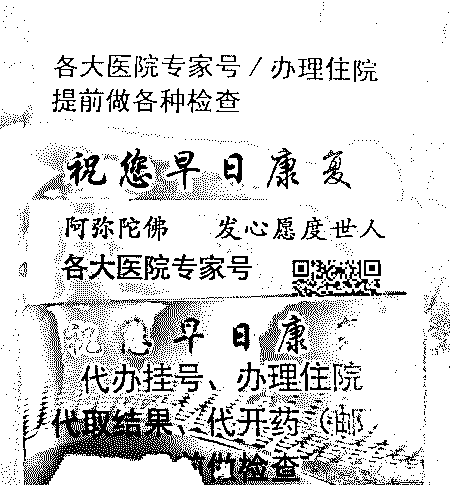 各大医院专家号/办理住院
提前做各种检查
祝您早日康复
阿弥陀佛 发心愿度世人
各大医院专家号
祝您早日康
代办挂号、办理住院
代取结果、代开药(邮
检查